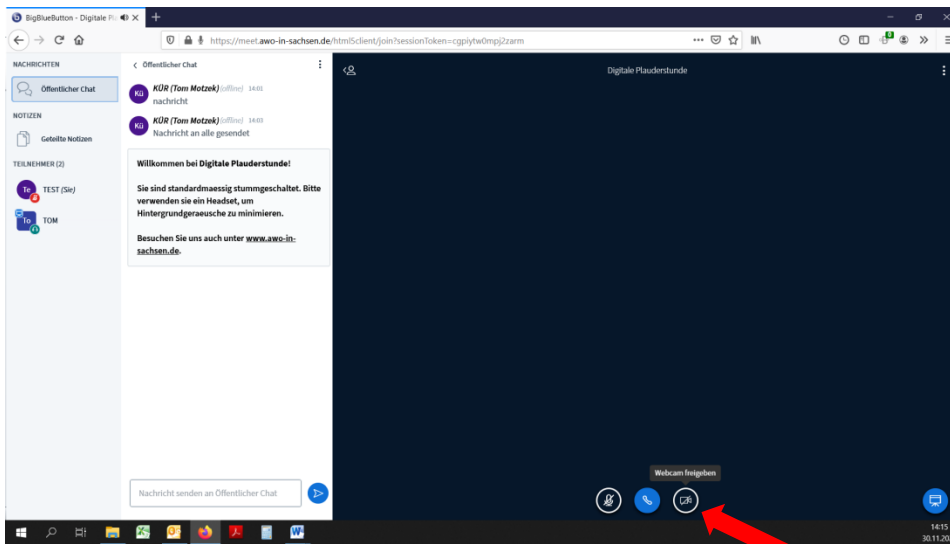 BigBlueButton - Digitale Pl
https://meet.awo-in-sachsen.de/html5client/join?sessionToken=cgpiytw0mpj2zarm
NACHRICHTEN
Öffentlicher Chat
NOTIZEN
Geteilte Notizen
TEILNEHMER (2)
Te
TEST (Sie)
To
TOM
Öffentlicher Chat
KÜR (Tom Motzek) (offline) 14:01
Kü
nachricht
KÜR (Tom Motzek) (offline) 14:03
Kü
Nachricht an alle gesendet
Willkommen bei Digitale Plauderstunde!
Sie sind standardmaessig stummgeschaltet. Bitte
verwenden sie ein Headset, um
Hintergrundgeraeusche zu minimieren.
Besuchen Sie uns auch unter www.awo-in-
sachsen.de.
Nachricht senden an Öffentlicher Chat
Digitale Plauderstunde
Webcam freigeben
14:15
30.11.20